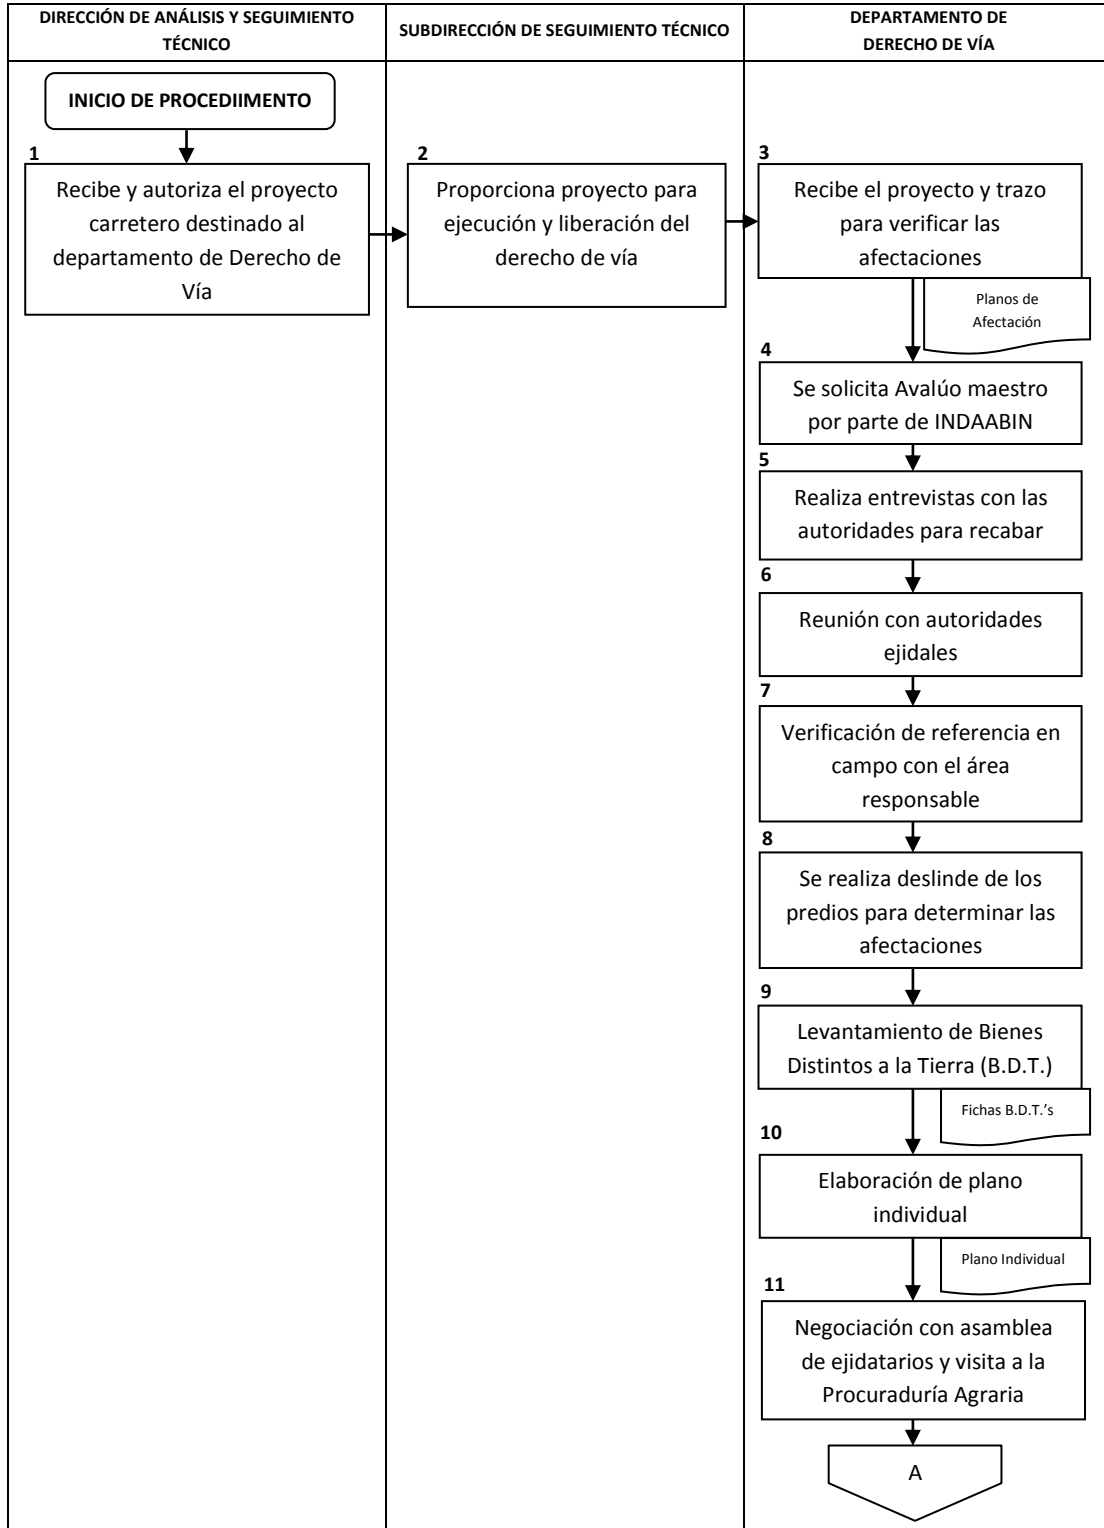 DIRECCIÓN DE ANÁLISIS Y SEGUIMIENTO
TÉCNICO
SUBDIRECCIÓN DE SEGUIMIENTO TÉCNICO
DEPARTAMENTO DE
DERECHO DE VÍA
INICIO DE PROCEDIIMENTO
1
Recibe y autoriza el proyecto
carretero destinado al
departamento de Derecho de
Vía
2
Proporciona proyecto para
ejecución y liberación del
derecho de vía
3
Recibe el proyecto y trazo
para verificar las
afectaciones
Planos de
Afectación
4
Se solicita Avalúo maestro
por parte de INDAABIN
5
Realiza entrevistas con las
autoridades para recabar
6
Reunión con autoridades
ejidales
7
Verificación de referencia en
campo con el área
responsable
8
Se realiza deslinde de los
predios para determinar las
afectaciones
9
Levantamiento de Bienes
Distintos a la Tierra (B.D.T.)
Fichas B.D.T.'s
10
Elaboración de plano
individual
Plano Individual
11
Negociación con asamblea
de ejidatarios y visita a la
Procuraduría Agraria
A